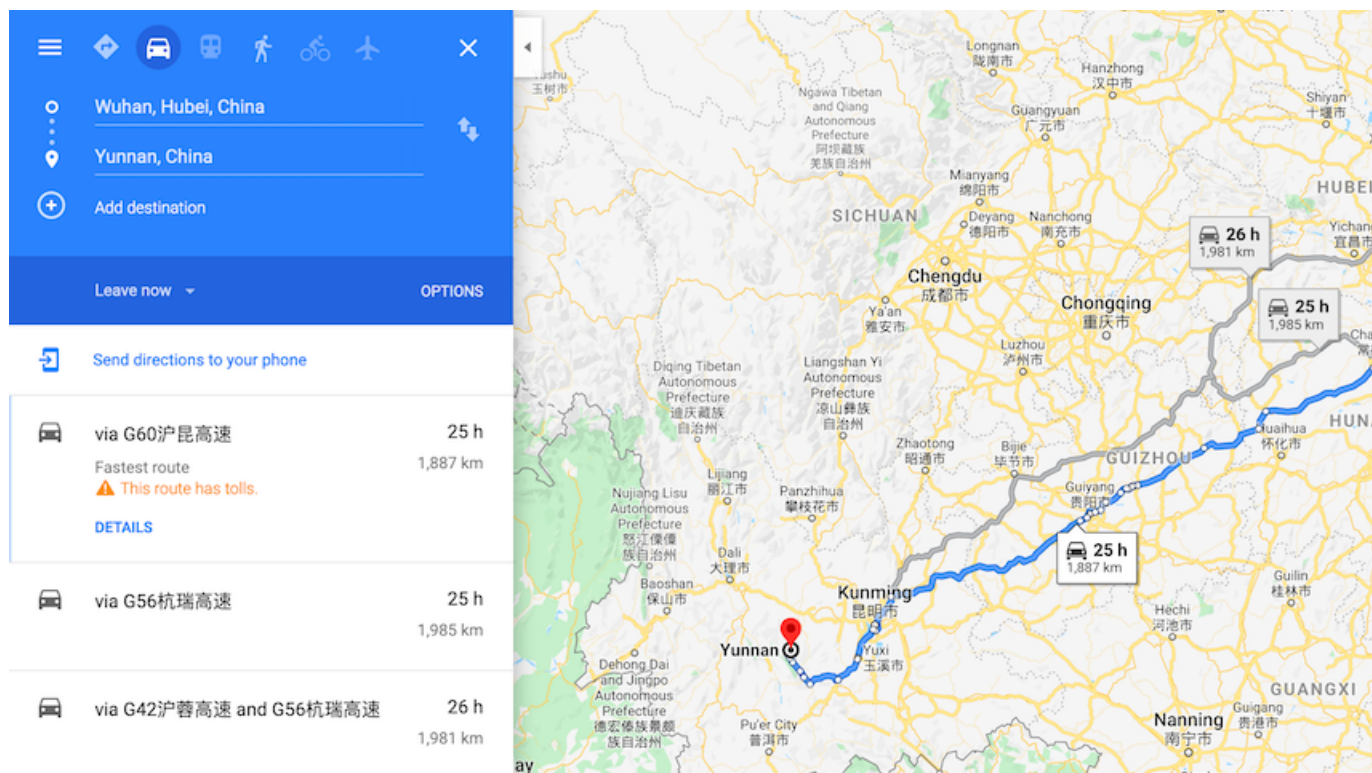 Wuhan, Hubei, China
Yunnan, China
Add destination
Leave now
OPTIONS
Send directions to your phone
via G60沪昆高速
25 h
Fastest route
1,887 km
This route has tolls.
DETAILS
via G56杭瑞高速
25 h
1,985 km
via G42沪蓉高速 and G56杭瑞高速
26 h
1,981 km
玉树市
Longnan
陇南市
Hanzhong
汉中市
Ngawa Tibetan
and Qiang
Autonomous
Prefecture
阿坝藏族
羌族自治州
Guangyuan
广元市
Shiyan
十堰市
Mianyang
绵阳市
HUBEI
SICHUAN
Deyang
德阳市
Nanchong
南充市
26 h
1,981 km
宜昌市
Chengdu
成都市
Chongqing
重庆市
25 h
1,985 km
Ya'an
雅安市
Luzhou
泸州市
Diqing Tibetan
Autonomous
Prefecture
迪庆藏族
自治州
Liangshan Yi
Autonomous
Prefecture
凉山彝族
自治州
Zhaotong
昭通市
Bijie
毕节市
GUIZHOU
Huaihua
怀化市
HUN
Lijiang
丽江市
Panzhihua
攀枝花市
Guiyang
贵阳市
Nujiang Lisu
Autonomous
Prefecture
怒江傈僳
族自治州
Dali
大理市
25 h
1,887 km
Baoshan
保山市
Kunming
昆明市
Guilin
桂林市
Hechi
河池市
Yunnan
Yuxi
玉溪市
Dehong Dai
and Jingpo
Autonomous
Prefecture
德宏傣族景颇
族自治州
Pu'er City
普洱市
GUANGXI
Guigang
贵港市
Nanning
南宁市
ay